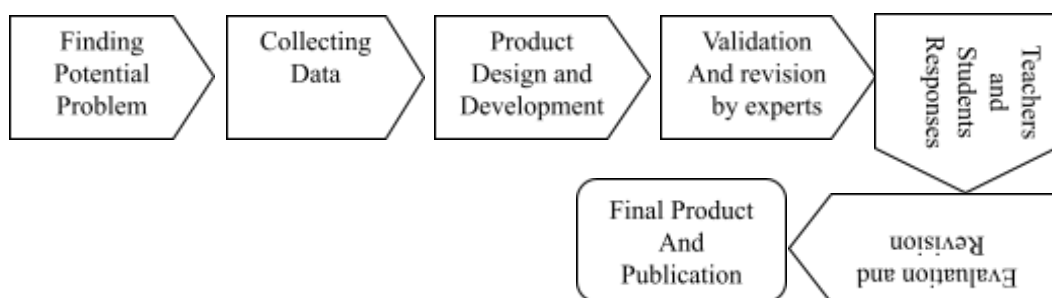 Finding
Potential
Problem
Collecting
Data
Product
Design and
Development
Validation
And revision
by experts
Teachers
and
Students
Responses
Evaluation and
Revision
Final Product
And
Publication